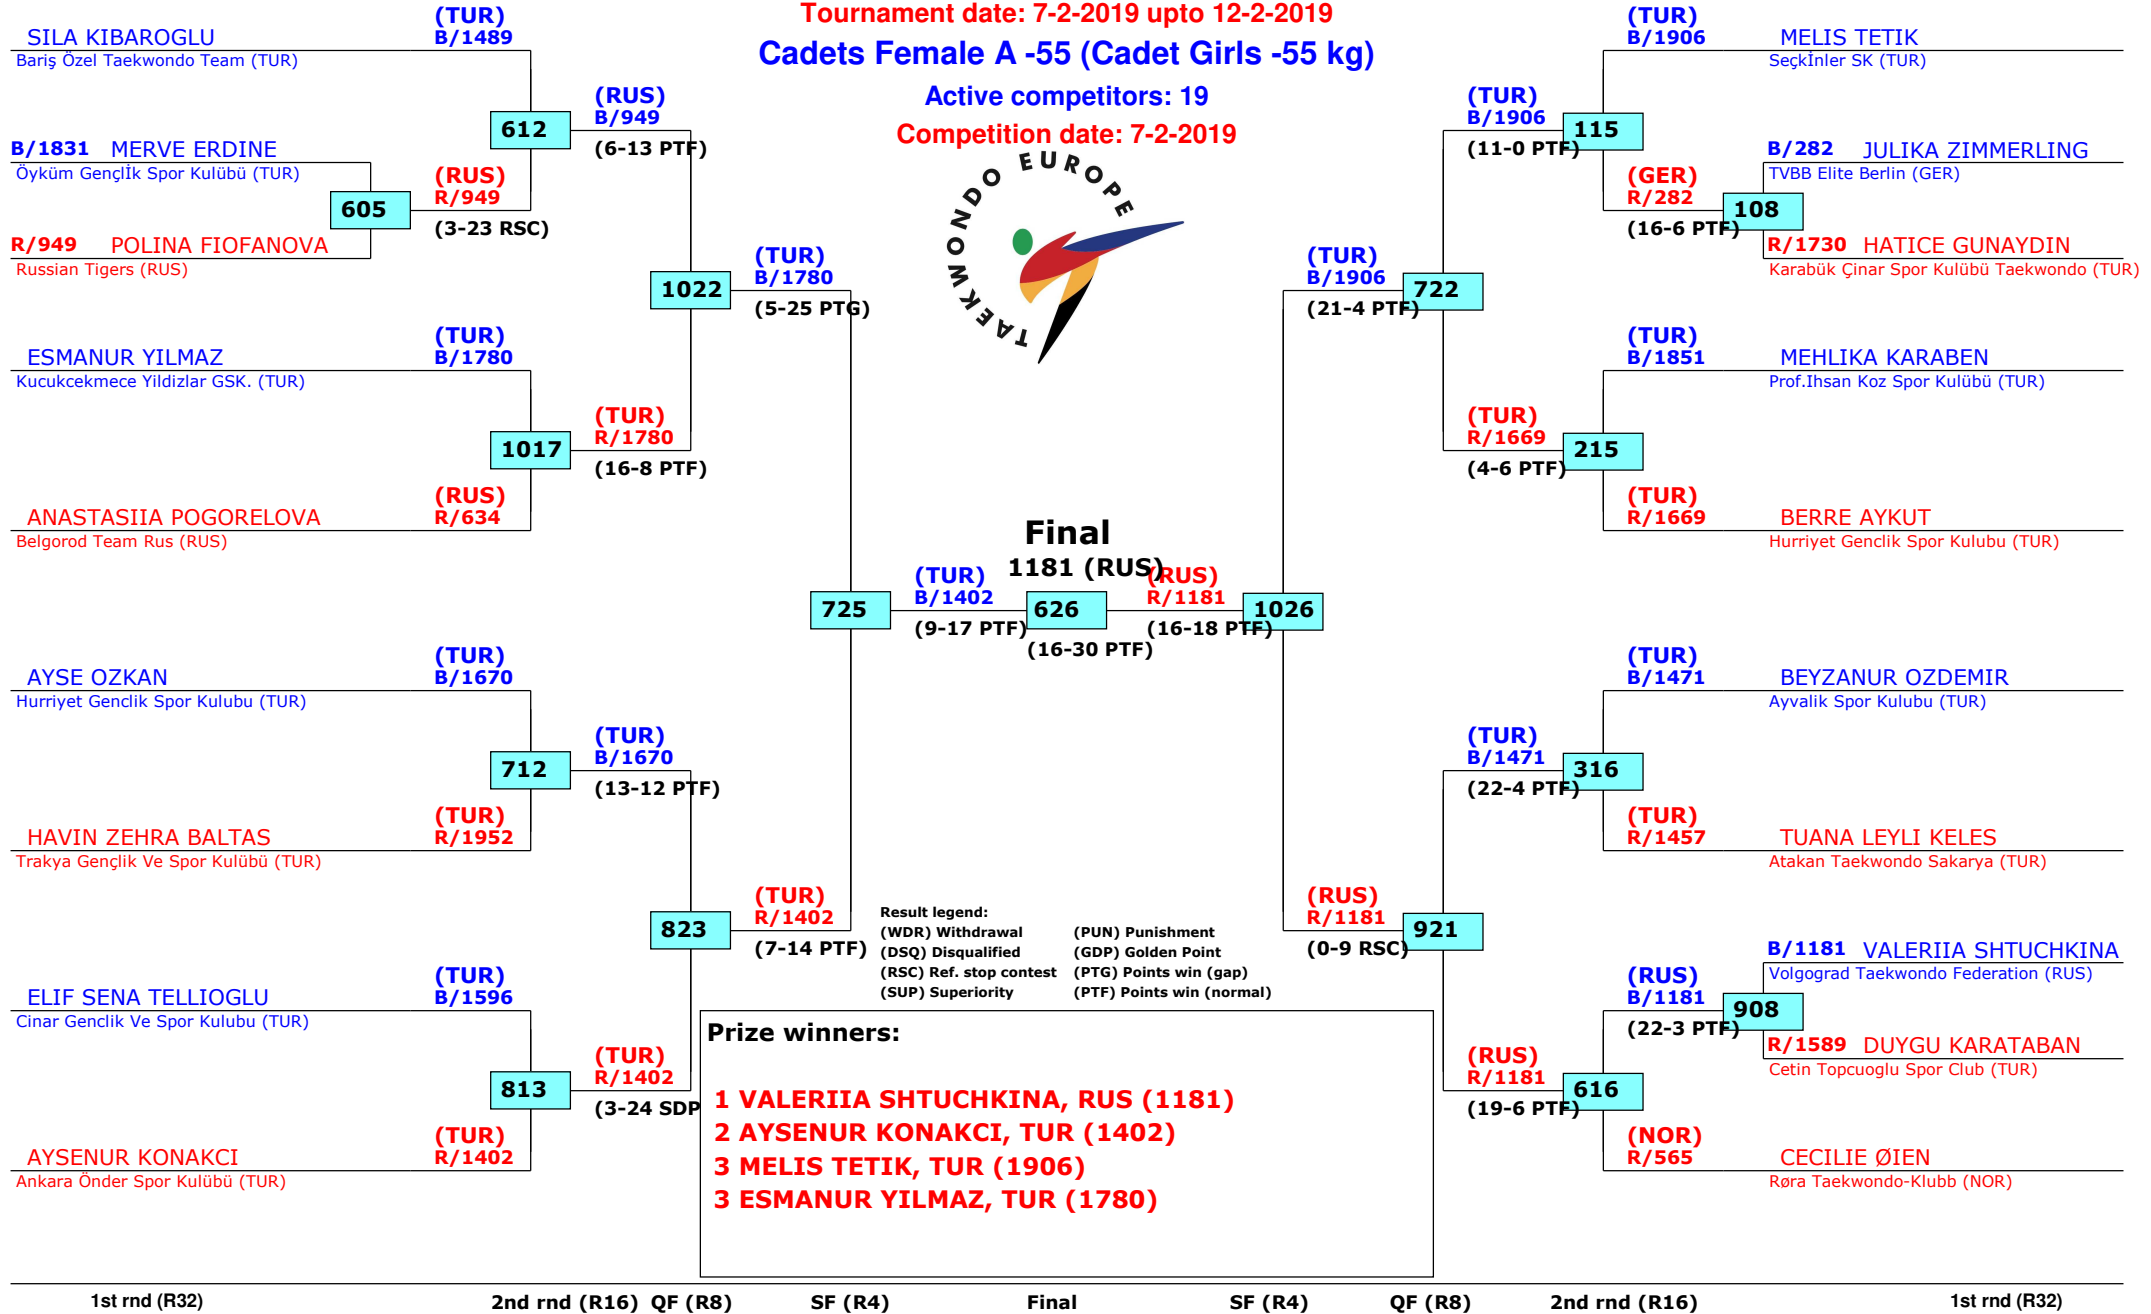 Tournament date: 7-2-2019 upto 12-2-2019
Cadets Female A -55 (Cadet Girls -55 kg)
Active competitors: 19
Competition date: 7-2-2019
TAEKWONDO EUROPE
SILA KIBAROGLU
Bariş Özel Taekwondo Team (TUR)
(TUR)
B/1489
B/1831 MERVE ERDINE
Öyküm Gençlİk Spor Kulübü (TUR)
R/949 POLINA FIOFANOVA
Russian Tigers (RUS)
605
(RUS)
R/949
(3-23 RSC)
612
(RUS)
B/949
(6-13 PTF)
ESMANUR YILMAZ
Kucukcekmece Yildizlar GSK. (TUR)
(TUR)
B/1780
ANASTASIIA POGORELOVA
Belgorod Team Rus (RUS)
(RUS)
R/634
1017
(TUR)
R/1780
(16-8 PTF)
1022
(TUR)
B/1780
(5-25 PTG)
AYSE OZKAN
Hurriyet Genclik Spor Kulubu (TUR)
(TUR)
B/1670
HAVIN ZEHRA BALTAS
Trakya Gençlik Ve Spor Kulübü (TUR)
(TUR)
R/1952
712
(TUR)
B/1670
(13-12 PTF)
ELIF SENA TELLIOGLU
Cinar Genclik Ve Spor Kulubu (TUR)
(TUR)
B/1596
AYSENUR KONAKCI
Ankara Önder Spor Kulübü (TUR)
(TUR)
R/1402
813
(TUR)
R/1402
(3-24 SDP
823
(TUR)
R/1402
(7-14 PTF)
725
(TUR)
B/1402
(9-17 PTF)
Final
1181 (RUS)
626
(16-30 PTF)
(RUS)
R/1181
(16-18 PTF)
1026
(TUR)
B/1906
(21-4 PTF)
722
(TUR)
B/1906
(11-0 PTF)
115
(TUR)
B/1906
MELIS TETIK
Seçkİnler SK (TUR)
(GER)
R/282
(16-6 PTF)
108
B/282 JULIKA ZIMMERLING
TVBB Elite Berlin (GER)
R/1730 HATICE GUNAYDIN
Karabük Çinar Spor Kulübü Taekwondo (TUR)
(TUR)
R/1669
(4-6 PTF)
215
(TUR)
B/1851
MEHLIKA KARABEN
Prof.Ihsan Koz Spor Kulübü (TUR)
(TUR)
R/1669
BERRE AYKUT
Hurriyet Genclik Spor Kulubu (TUR)
(RUS)
R/1181
(0-9 RSC)
921
(TUR)
B/1471
(22-4 PTF)
316
(TUR)
B/1471
BEYZANUR OZDEMIR
Ayvalik Spor Kulubu (TUR)
(TUR)
R/1457
TUANA LEYLI KELES
Atakan Taekwondo Sakarya (TUR)
(RUS)
R/1181
(19-6 PTF)
616
(RUS)
B/1181
(22-3 PTF)
908
B/1181 VALERIIA SHTUCHKINA
Volgograd Taekwondo Federation (RUS)
R/1589 DUYGU KARATABAN
Cetin Topcuoglu Spor Club (TUR)
(NOR)
R/565
CECILIE ØIEN
Røra Taekwondo-Klubb (NOR)
Result legend:
(WDR) Withdrawal (PUN) Punishment
(DSQ) Disqualified (GDP) Golden Point
(RSC) Ref. stop contest (PTG) Points win (gap)
(SUP) Superiority (PTF) Points win (normal)
Prize winners:
1 VALERIIA SHTUCHKINA, RUS (1181)
2 AYSENUR KONAKCI, TUR (1402)
3 MELIS TETIK, TUR (1906)
3 ESMANUR YILMAZ, TUR (1780)
1st rnd (R32) 2nd rnd (R16) QF (R8) SF (R4) Final SF (R4) QF (R8) 2nd rnd (R16) 1st rnd (R32)